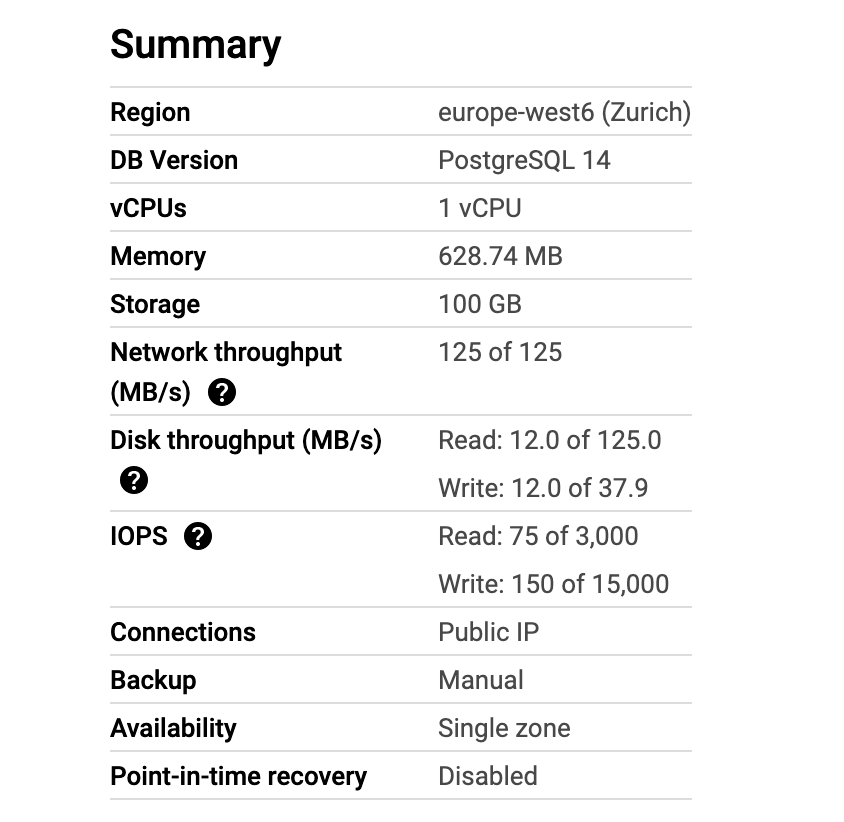 Summary
Region europe-west6 (Zurich)
DB Version PostgreSQL 14
vCPUs 1 vCPU
Memory 628.74 MB
Storage 100 GB
Network throughput 125 of 125
(MB/s) ?
Disk throughput (MB/s) Read: 12.0 of 125.0
? Write: 12.0 of 37.9
IOPS ? Read: 75 of 3,000
Write: 150 of 15,000
Connections Public IP
Backup Manual
Availability Single zone
Point-in-time recovery Disabled